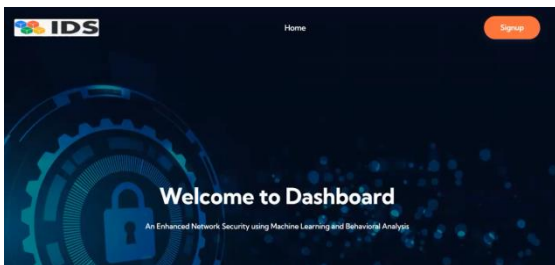 IDS
Home
Signup
Welcome to Dashboard
An Enhanced Network Security using Machine Learning and Behavioral Analysis